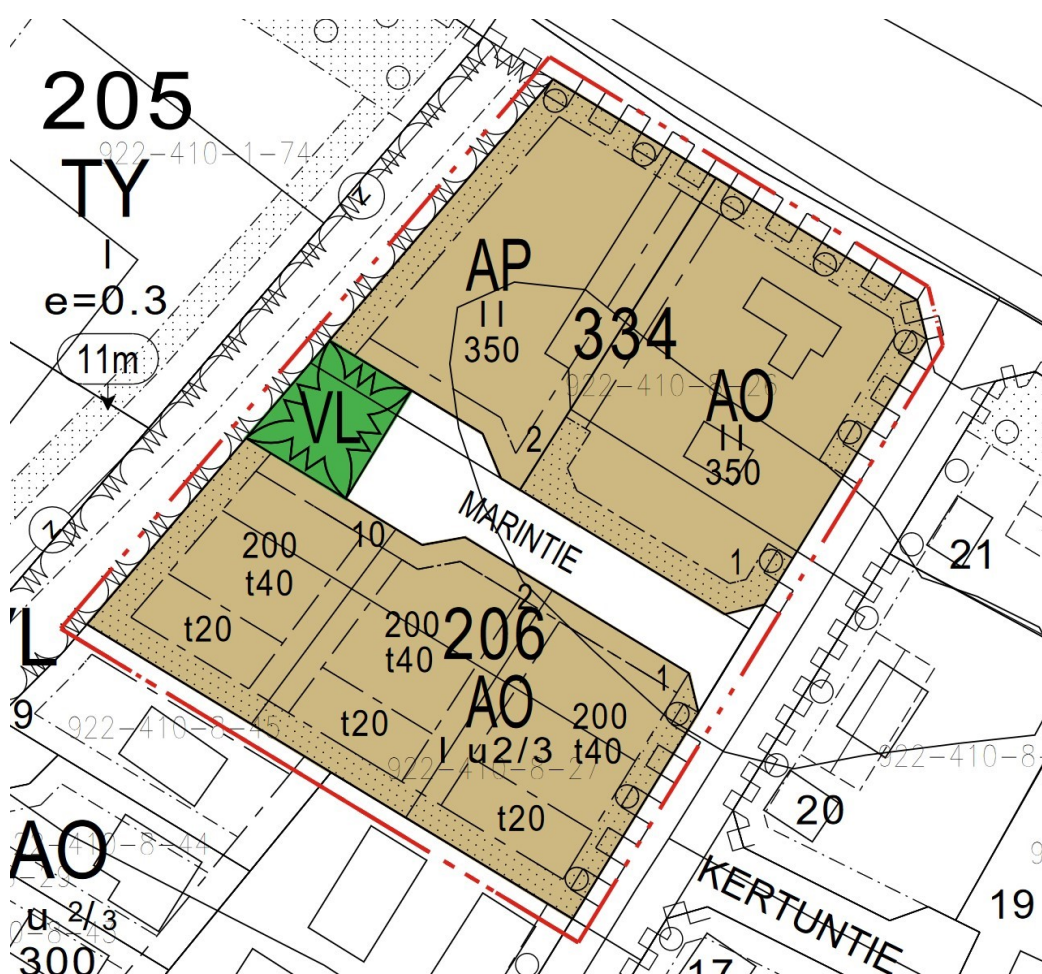 205
922-410-1-74
TY
I
e=0.3
11m
z
z
AP
II
350
334
922-410-8-26
AO
II
350
VL
2
MARINTIE
1
21
10
200
t40
t20
2
200
t40
206
AO
I u2/3
t20
1
200
t40
t20
922-410-8-27
922-410-8-45
922-410-8-
20
19
KERTUNTIE
17
9
AO
u 2/3
300